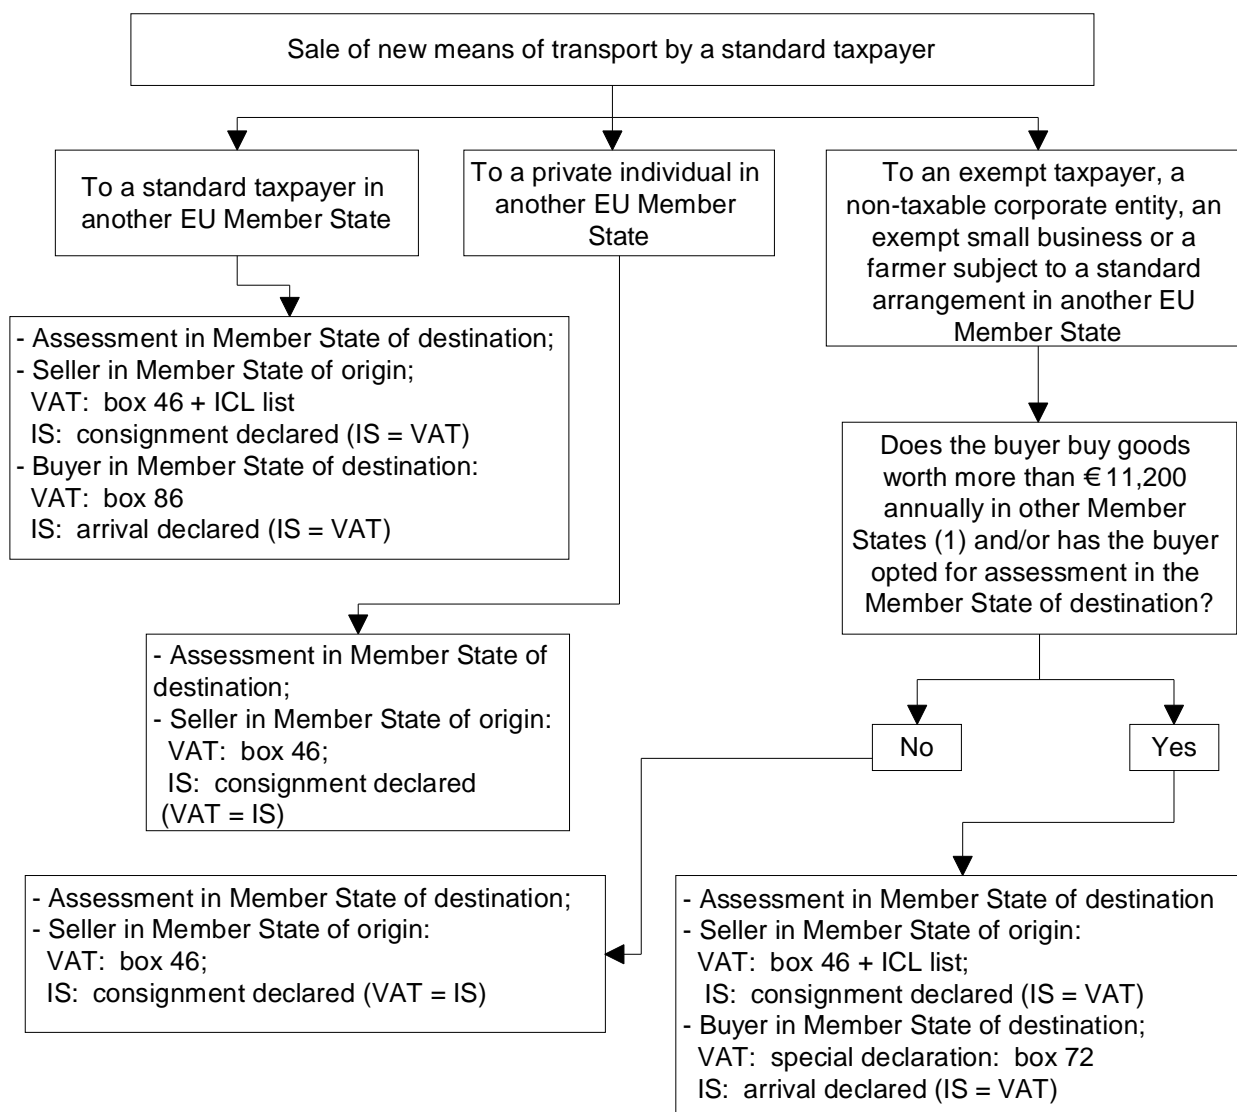 Sale of new means of transport by a standard taxpayer
To a standard taxpayer in
another EU Member State
To a private individual in
another EU Member
State
To an exempt taxpayer, a
non-taxable corporate entity, an
exempt small business or a
farmer subject to a standard
arrangement in another EU
Member State
- Assessment in Member State of destination;
- Seller in Member State of origin;
VAT: box 46 + ICL list
IS: consignment declared (IS = VAT)
- Buyer in Member State of destination:
VAT: box 86
IS: arrival declared (IS = VAT)
Does the buyer buy goods
worth more than €11,200
annually in other Member
States (1) and/or has the buyer
opted for assessment in the
Member State of destination?
- Assessment in Member State of
destination;
- Seller in Member State of origin:
VAT: box 46;
IS: consignment declared
(VAT = IS)
No
Yes
- Assessment in Member State of destination;
- Seller in Member State of origin:
VAT: box 46;
IS: consignment declared (VAT = IS)
- Assessment in Member State of destination
- Seller in Member State of origin:
VAT: box 46 + ICL list;
IS: consignment declared (IS = VAT)
- Buyer in Member State of destination;
VAT: special declaration: box 72
IS: arrival declared (IS = VAT)